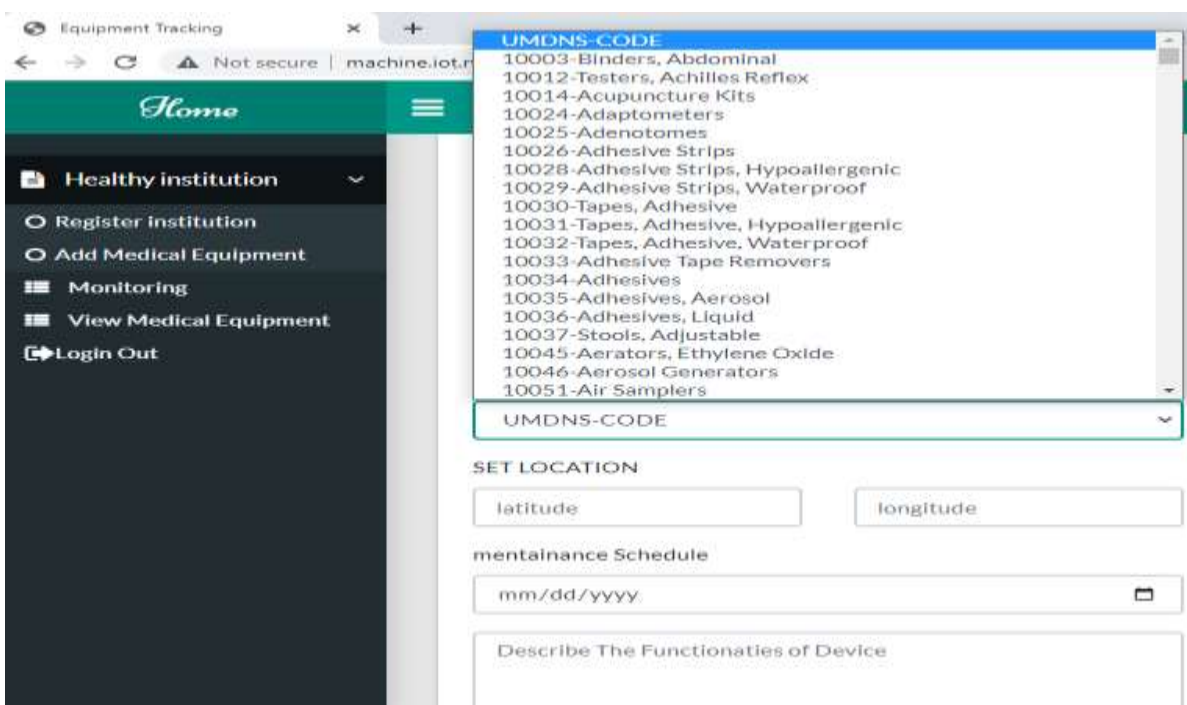 Equipment Tracking
Not secure | machine.iot.r
Home
Healthy institution
Register institution
Add Medical Equipment
Monitoring
View Medical Equipment
Login Out
UMDNS-CODE
10003-Binders, Abdominal
10012-Testers, Achilles Reflex
10014-Acupuncture Kits
10024-Adaptometers
10025-Adenotomes
10026-Adhesive Strips
10028-Adhesive Strips, Hypoallergenic
10029-Adhesive Strips, Waterproof
10030-Tapes, Adhesive
10031-Tapes, Adhesive, Hypoallergenic
10032-Tapes, Adhesive, Waterproof
10033-Adhesive Tape Removers
10034-Adhesives
10035-Adhesives, Aerosol
10036-Adhesives, Liquid
10037-Stools, Adjustable
10045-Aerators, Ethylene Oxide
10046-Aerosol Generators
10051-Air Samplers
UMDNS-CODE
SET LOCATION
latitude
longitude
mentainance Schedule
mm/dd/yyyy
Describe The Functionaties of Device